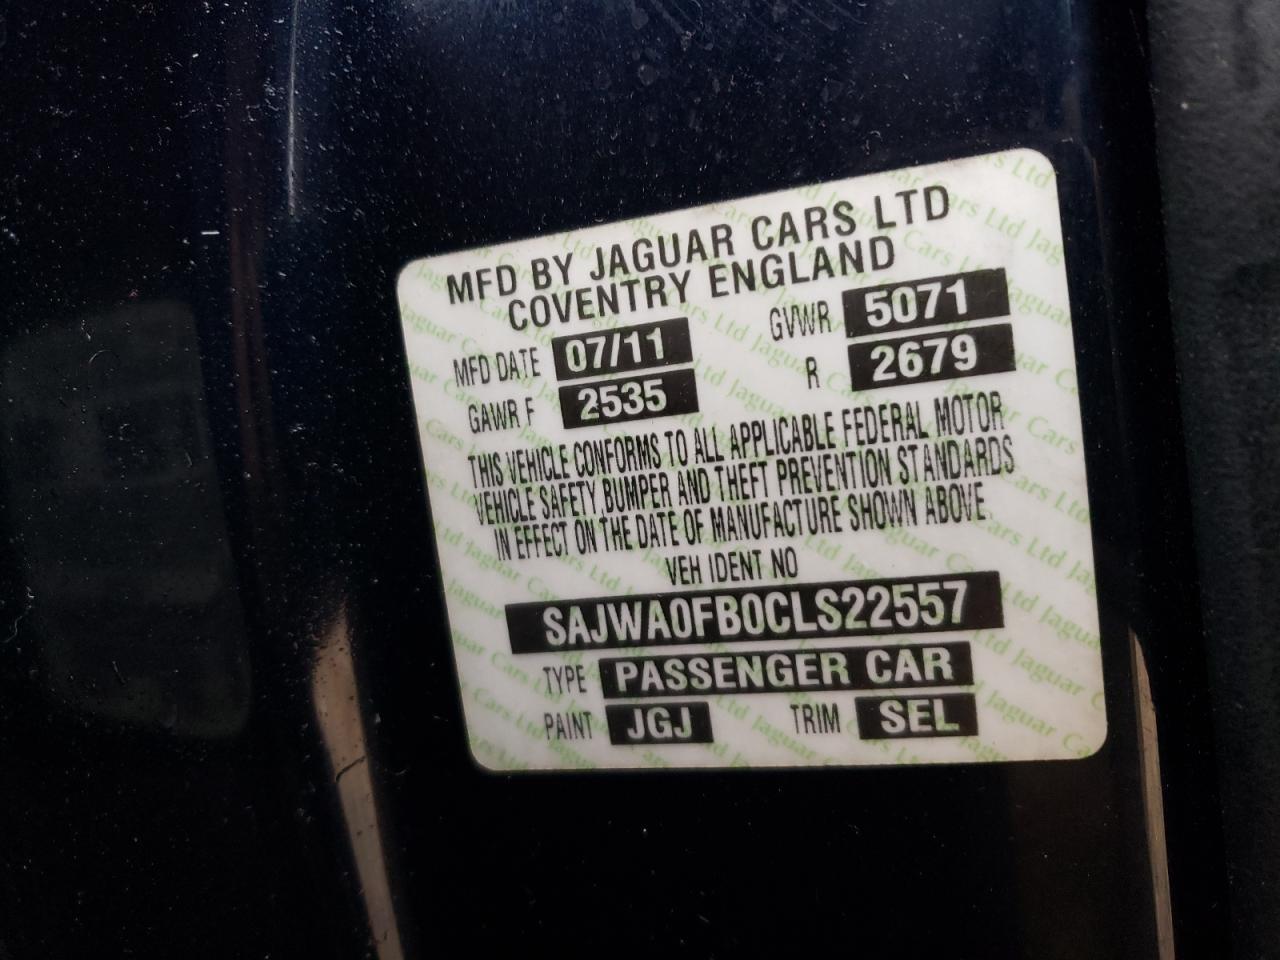 MFD BY JAGUAR CARS LTD
COVENTRY ENGLAND
MFD DATE 07/11 GVWR 5071
GAWR F 2535 R 2679
THIS VEHICLE CONFORMS TO ALL APPLICABLE FEDERAL MOTOR
VEHICLE SAFETY, BUMPER AND THEFT PREVENTION STANDARDS
IN EFFECT ON THE DATE OF MANUFACTURE SHOWN ABOVE
VEH IDENT NO
SAJWA0FB0CLS22557
TYPE PASSENGER CAR
PAINT JGJ TRIM SEL